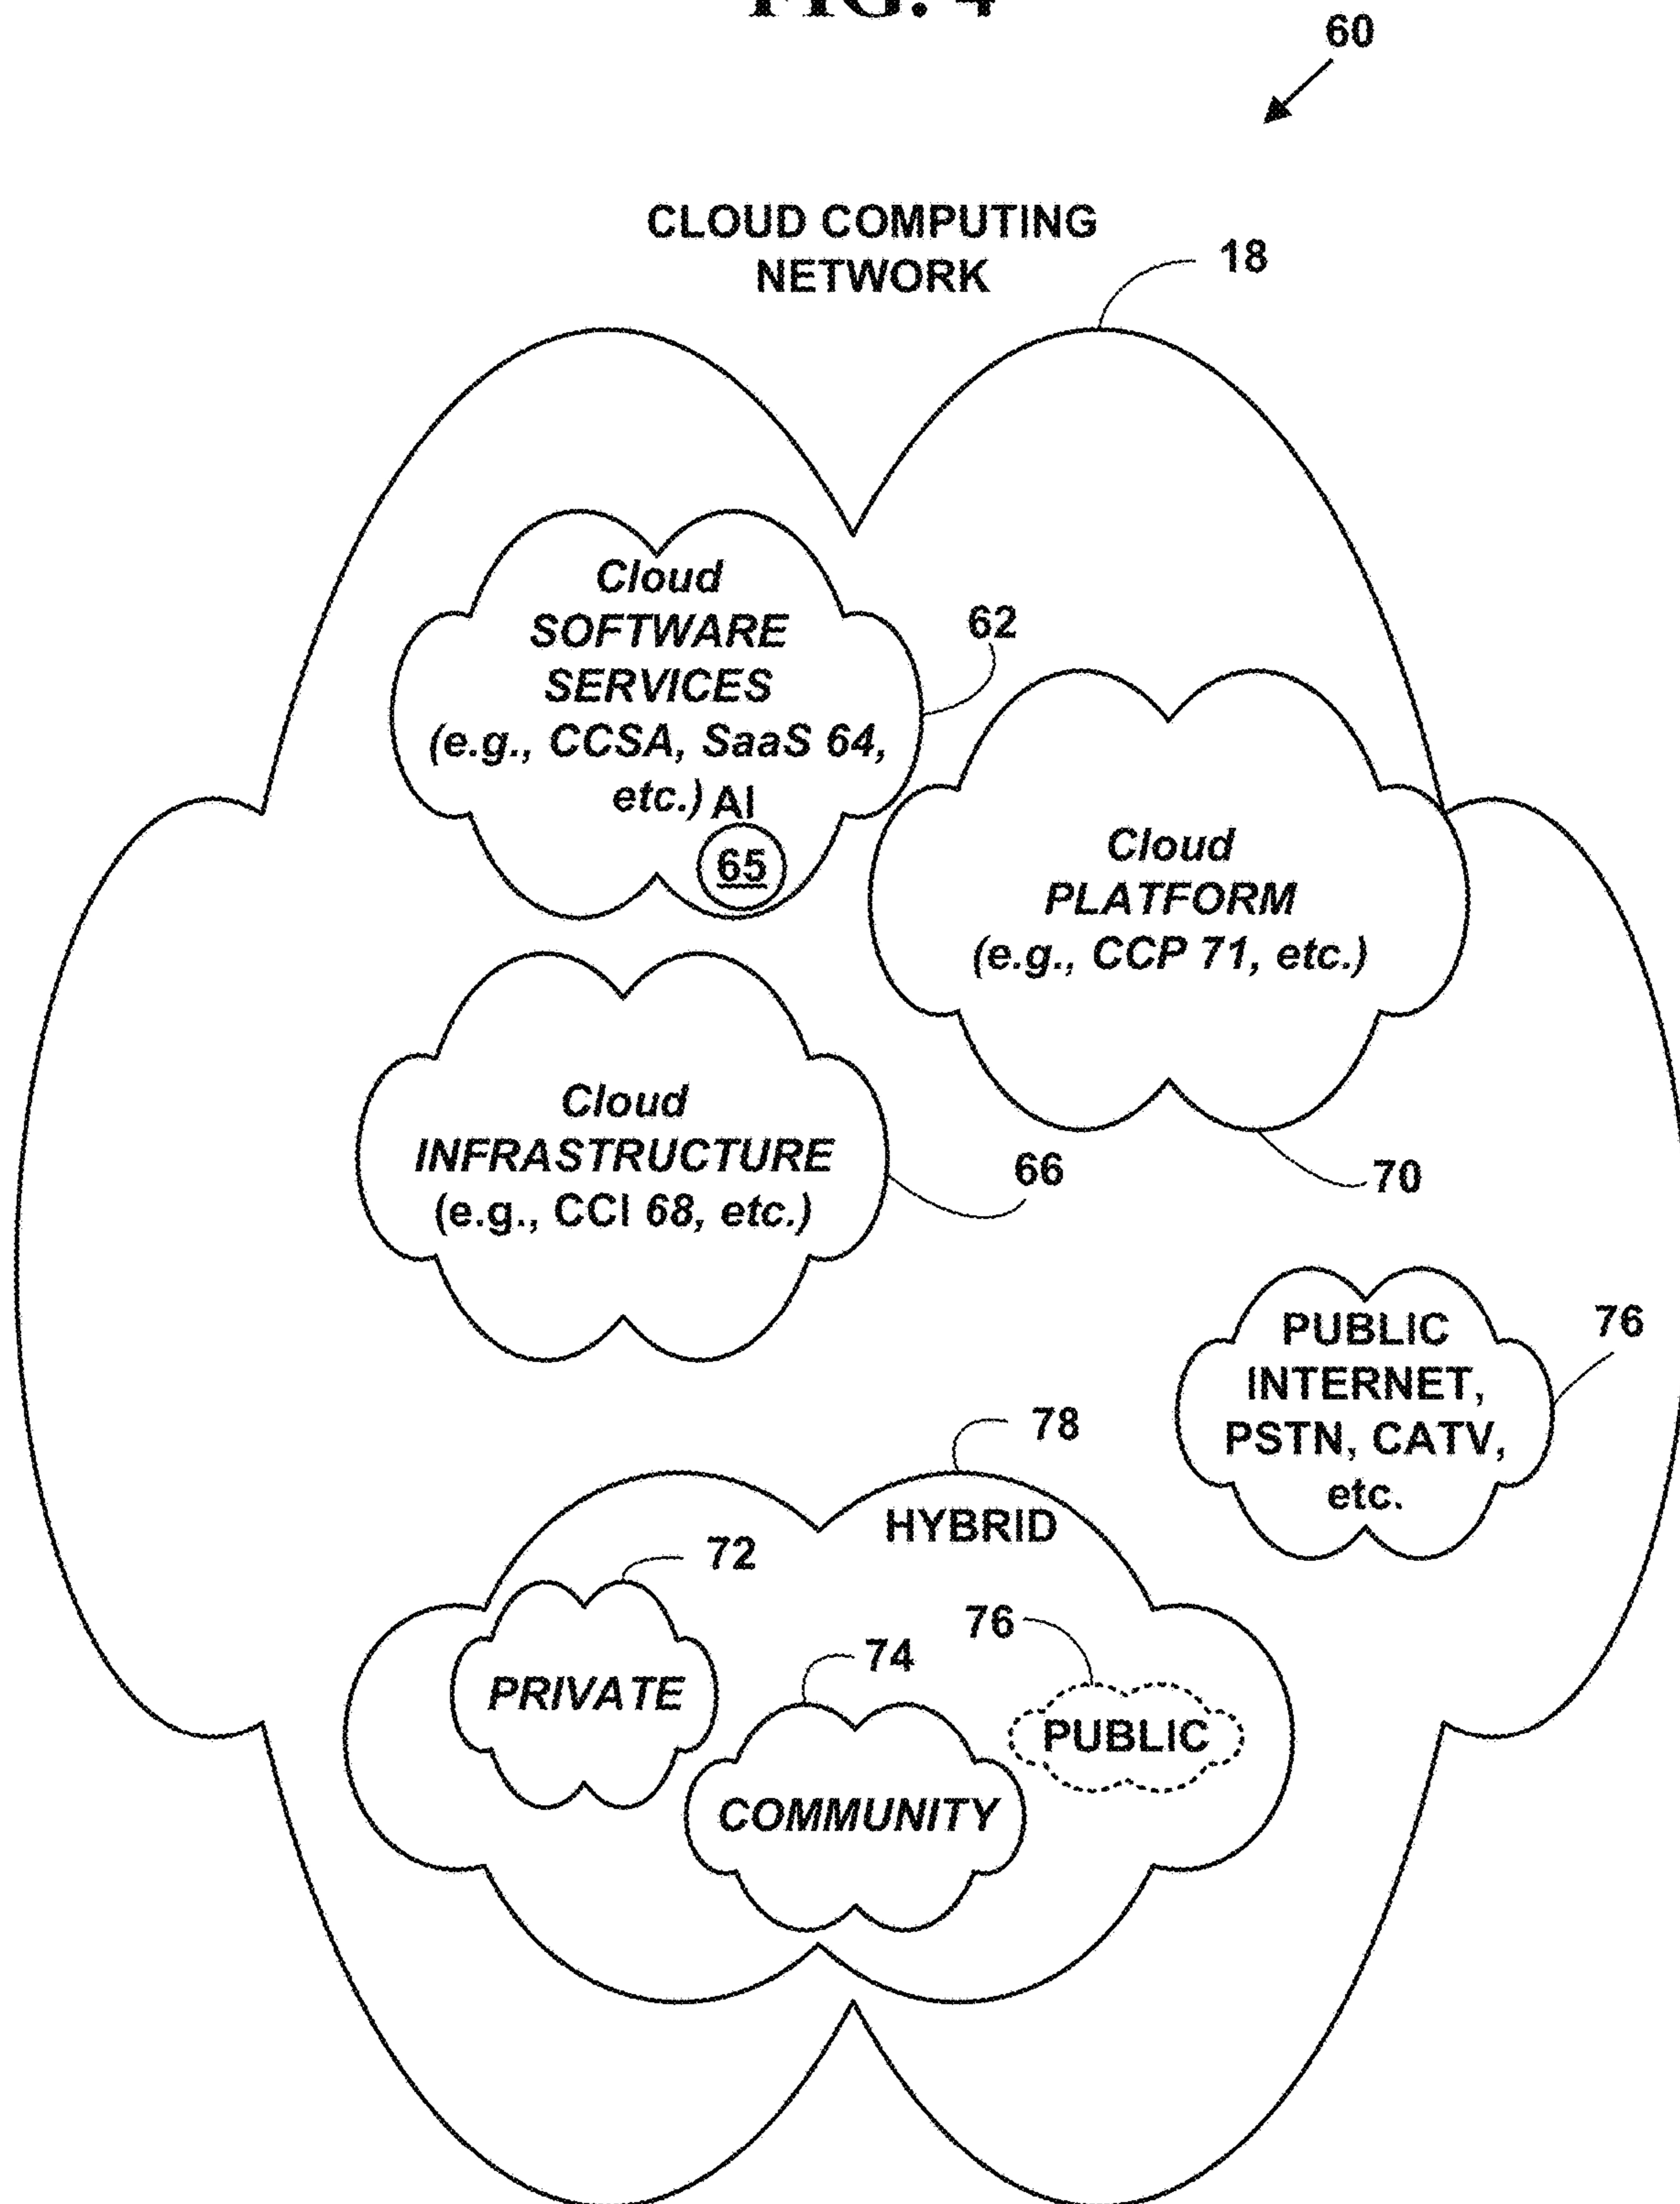 FIG. 4
60
CLOUD COMPUTING
NETWORK
18
Cloud
SOFTWARE
SERVICES
(e.g., CCSA, SaaS 64,
etc.) AI
65
62
Cloud
PLATFORM
(e.g., CCP 71, etc.)
70
Cloud
INFRASTRUCTURE
(e.g., CCI 68, etc.)
66
PUBLIC
INTERNET,
PSTN, CATV,
etc.
76
78
HYBRID
72
PRIVATE
74
COMMUNITY
76
PUBLIC